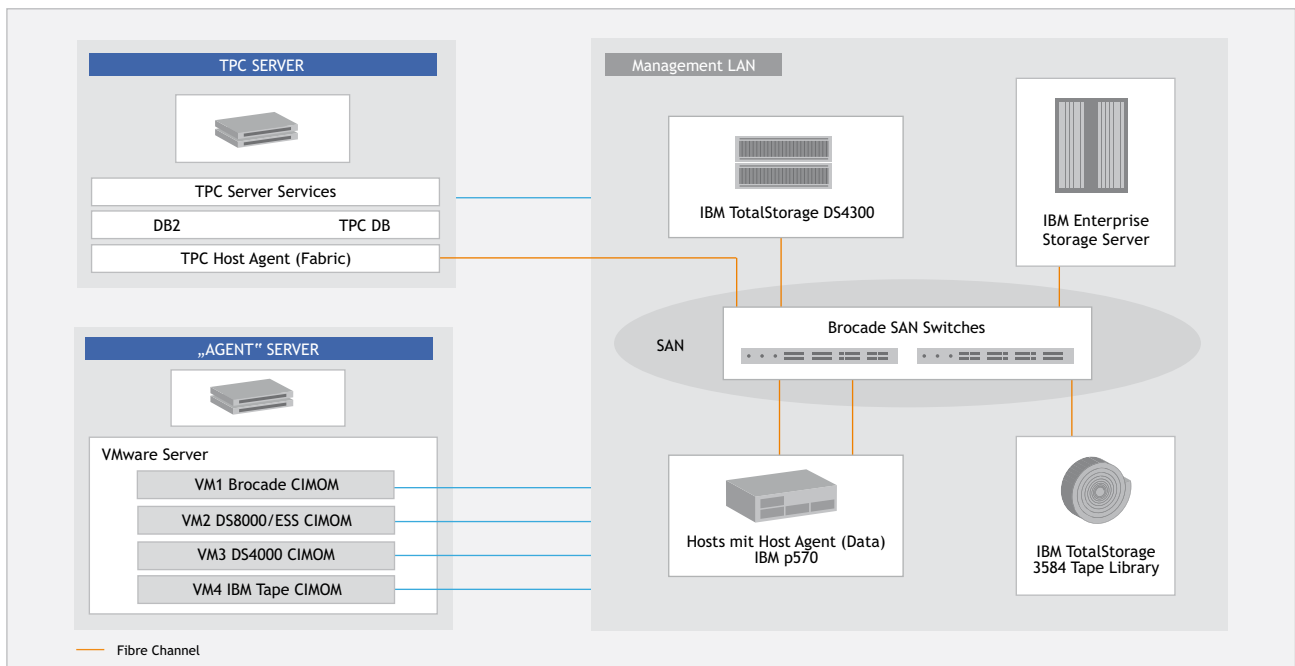 TPC SERVER
TPC Server Services
DB2
TPC DB
TPC Host Agent (Fabric)
„AGENT“ SERVER
VMware Server
VM1 Brocade CIMOM
VM2 DS8000/ESS CIMOM
VM3 DS4000 CIMOM
VM4 IBM Tape CIMOM
Management LAN
IBM TotalStorage DS4300
IBM Enterprise
Storage Server
SAN
Brocade SAN Switches
Hosts mit Host Agent (Data)
IBM p570
IBM TotalStorage
3584 Tape Library
Fibre Channel